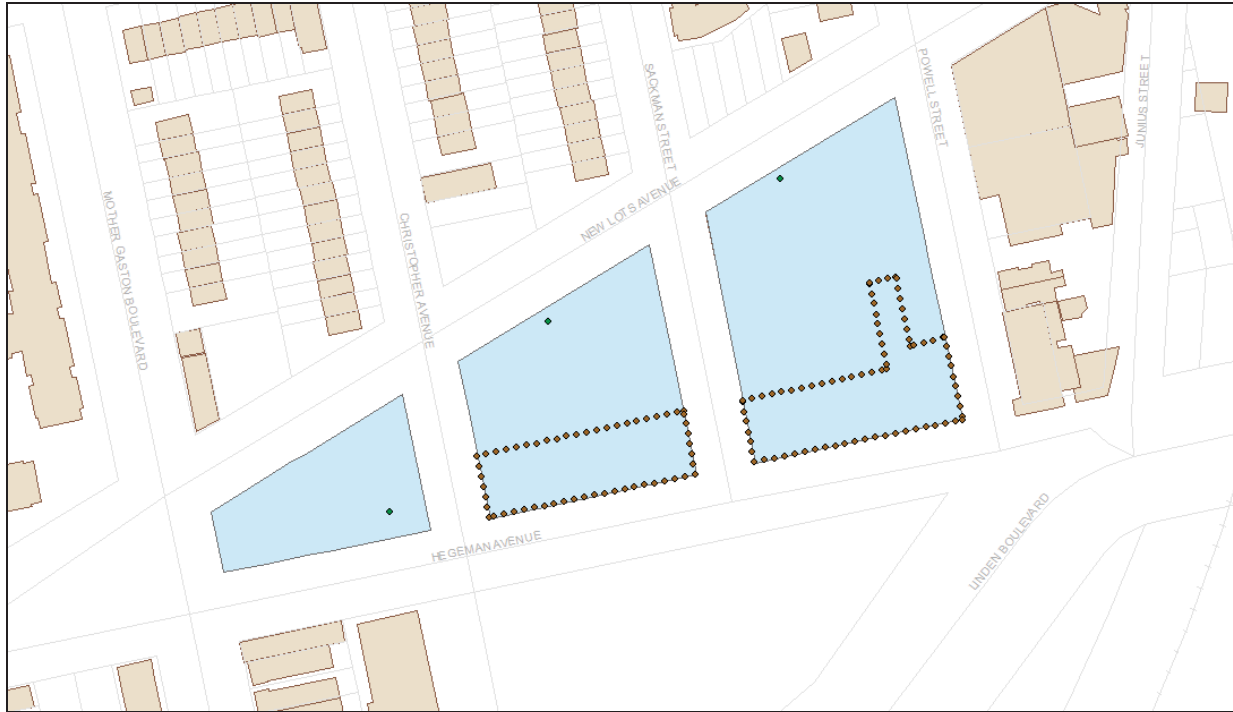 MOTHER GASTON BOULEVARD
CHRISTOPHER AVENUE
NEW LOTS AVENUE
SACKMAN STREET
POWELL STREET
JUNIUS STREET
HEGEMAN AVENUE
LINDEN BOULEVARD